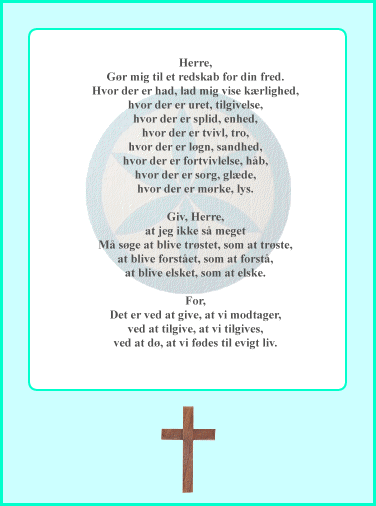 Herre,
Gør mig til et redskab for din fred.
Hvor der er had, lad mig vise kærlighed,
hvor der er uret, tilgivelse,
hvor der er splid, enhed,
hvor der er tvivl, tro,
hvor der er løgn, sandhed,
hvor der er fortvivlelse, håb,
hvor der er sorg, glæde,
hvor der er mørke, lys.
Giv, Herre,
at jeg ikke så meget
Må søge at blive trøstet, som at trøste,
at blive forstået, som at forstå,
at blive elsket, som at elske.
For,
Det er ved at give, at vi modtager,
ved at tilgive, at vi tilgives,
ved at dø, at vi fødes til evigt liv.